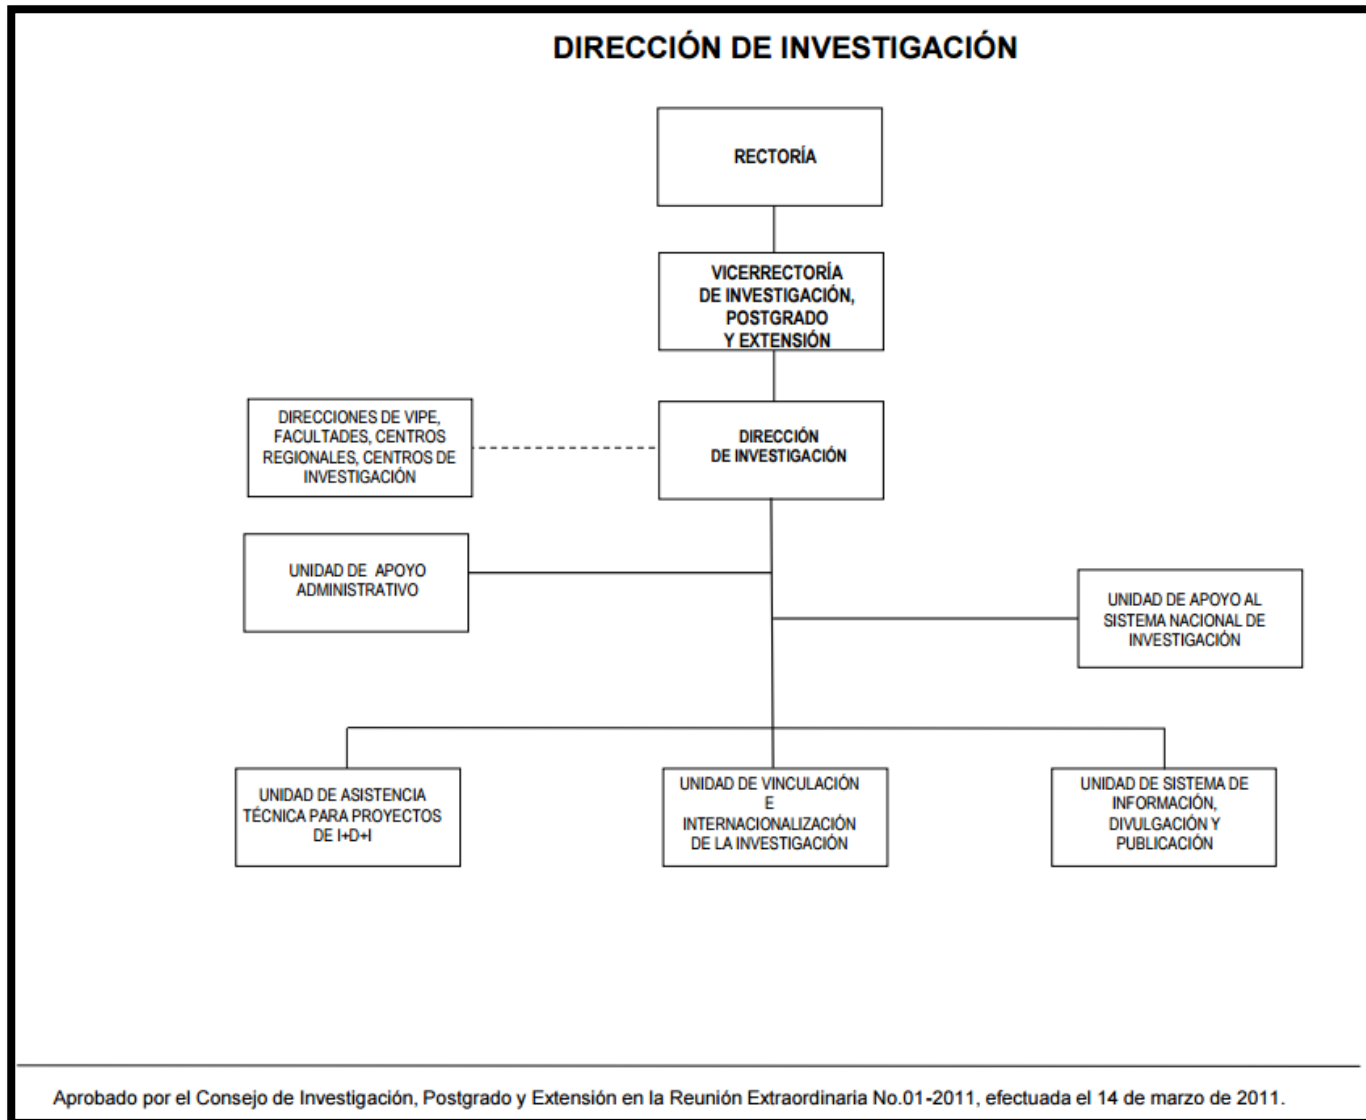 DIRECCIÓN DE INVESTIGACIÓN
RECTORÍA
VICERRECTORÍA
DE INVESTIGACIÓN,
POSTGRADO
Y EXTENSIÓN
DIRECCIONES DE VIPE,
FACULTADES, CENTROS
REGIONALES, CENTROS DE
INVESTIGACIÓN
DIRECCIÓN
DE INVESTIGACIÓN
UNIDAD DE APOYO
ADMINISTRATIVO
UNIDAD DE APOYO AL
SISTEMA NACIONAL DE
INVESTIGACIÓN
UNIDAD DE ASISTENCIA
TÉCNICA PARA PROYECTOS
DE I+D+I
UNIDAD DE VINCULACIÓN
E
INTERNACIONALIZACIÓN
DE LA INVESTIGACIÓN
UNIDAD DE SISTEMA DE
INFORMACIÓN,
DIVULGACIÓN Y
PUBLICACIÓN
Aprobado por el Consejo de Investigación, Postgrado y Extensión en la Reunión Extraordinaria No.01-2011, efectuada el 14 de marzo de 2011.